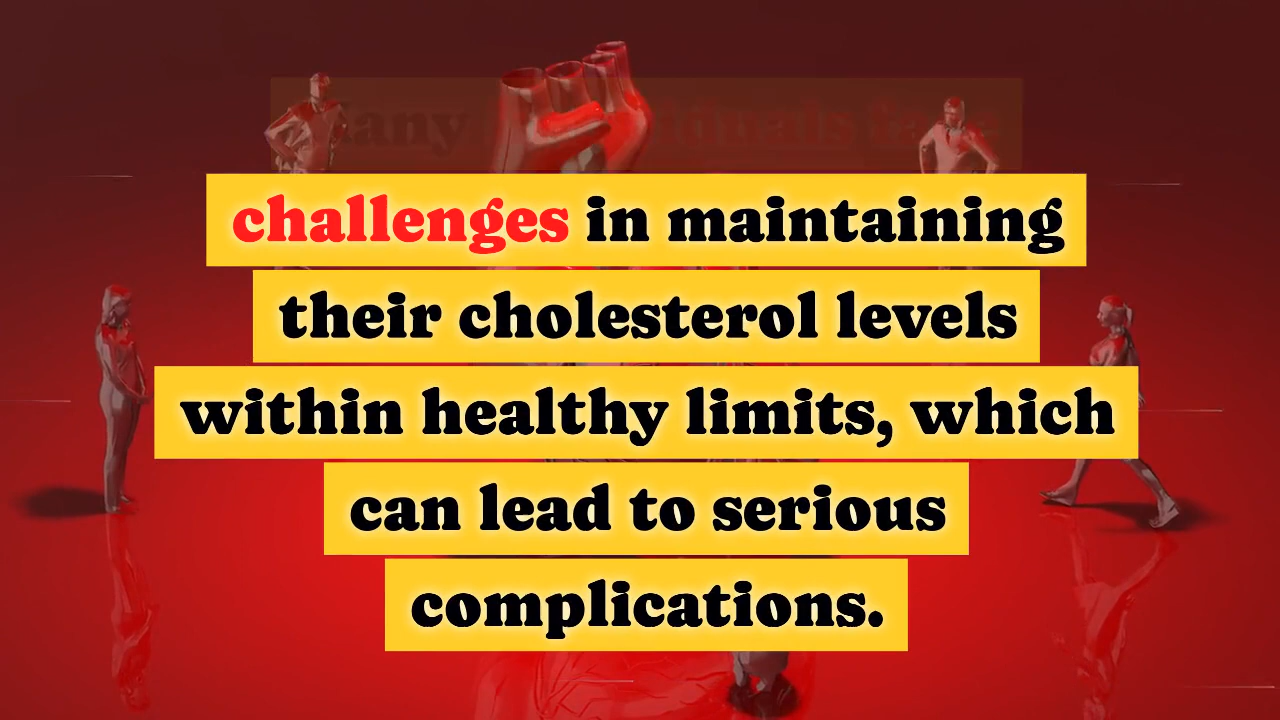 challenges in maintaining
their cholesterol levels
within healthy limits, which
can lead to serious
complications.